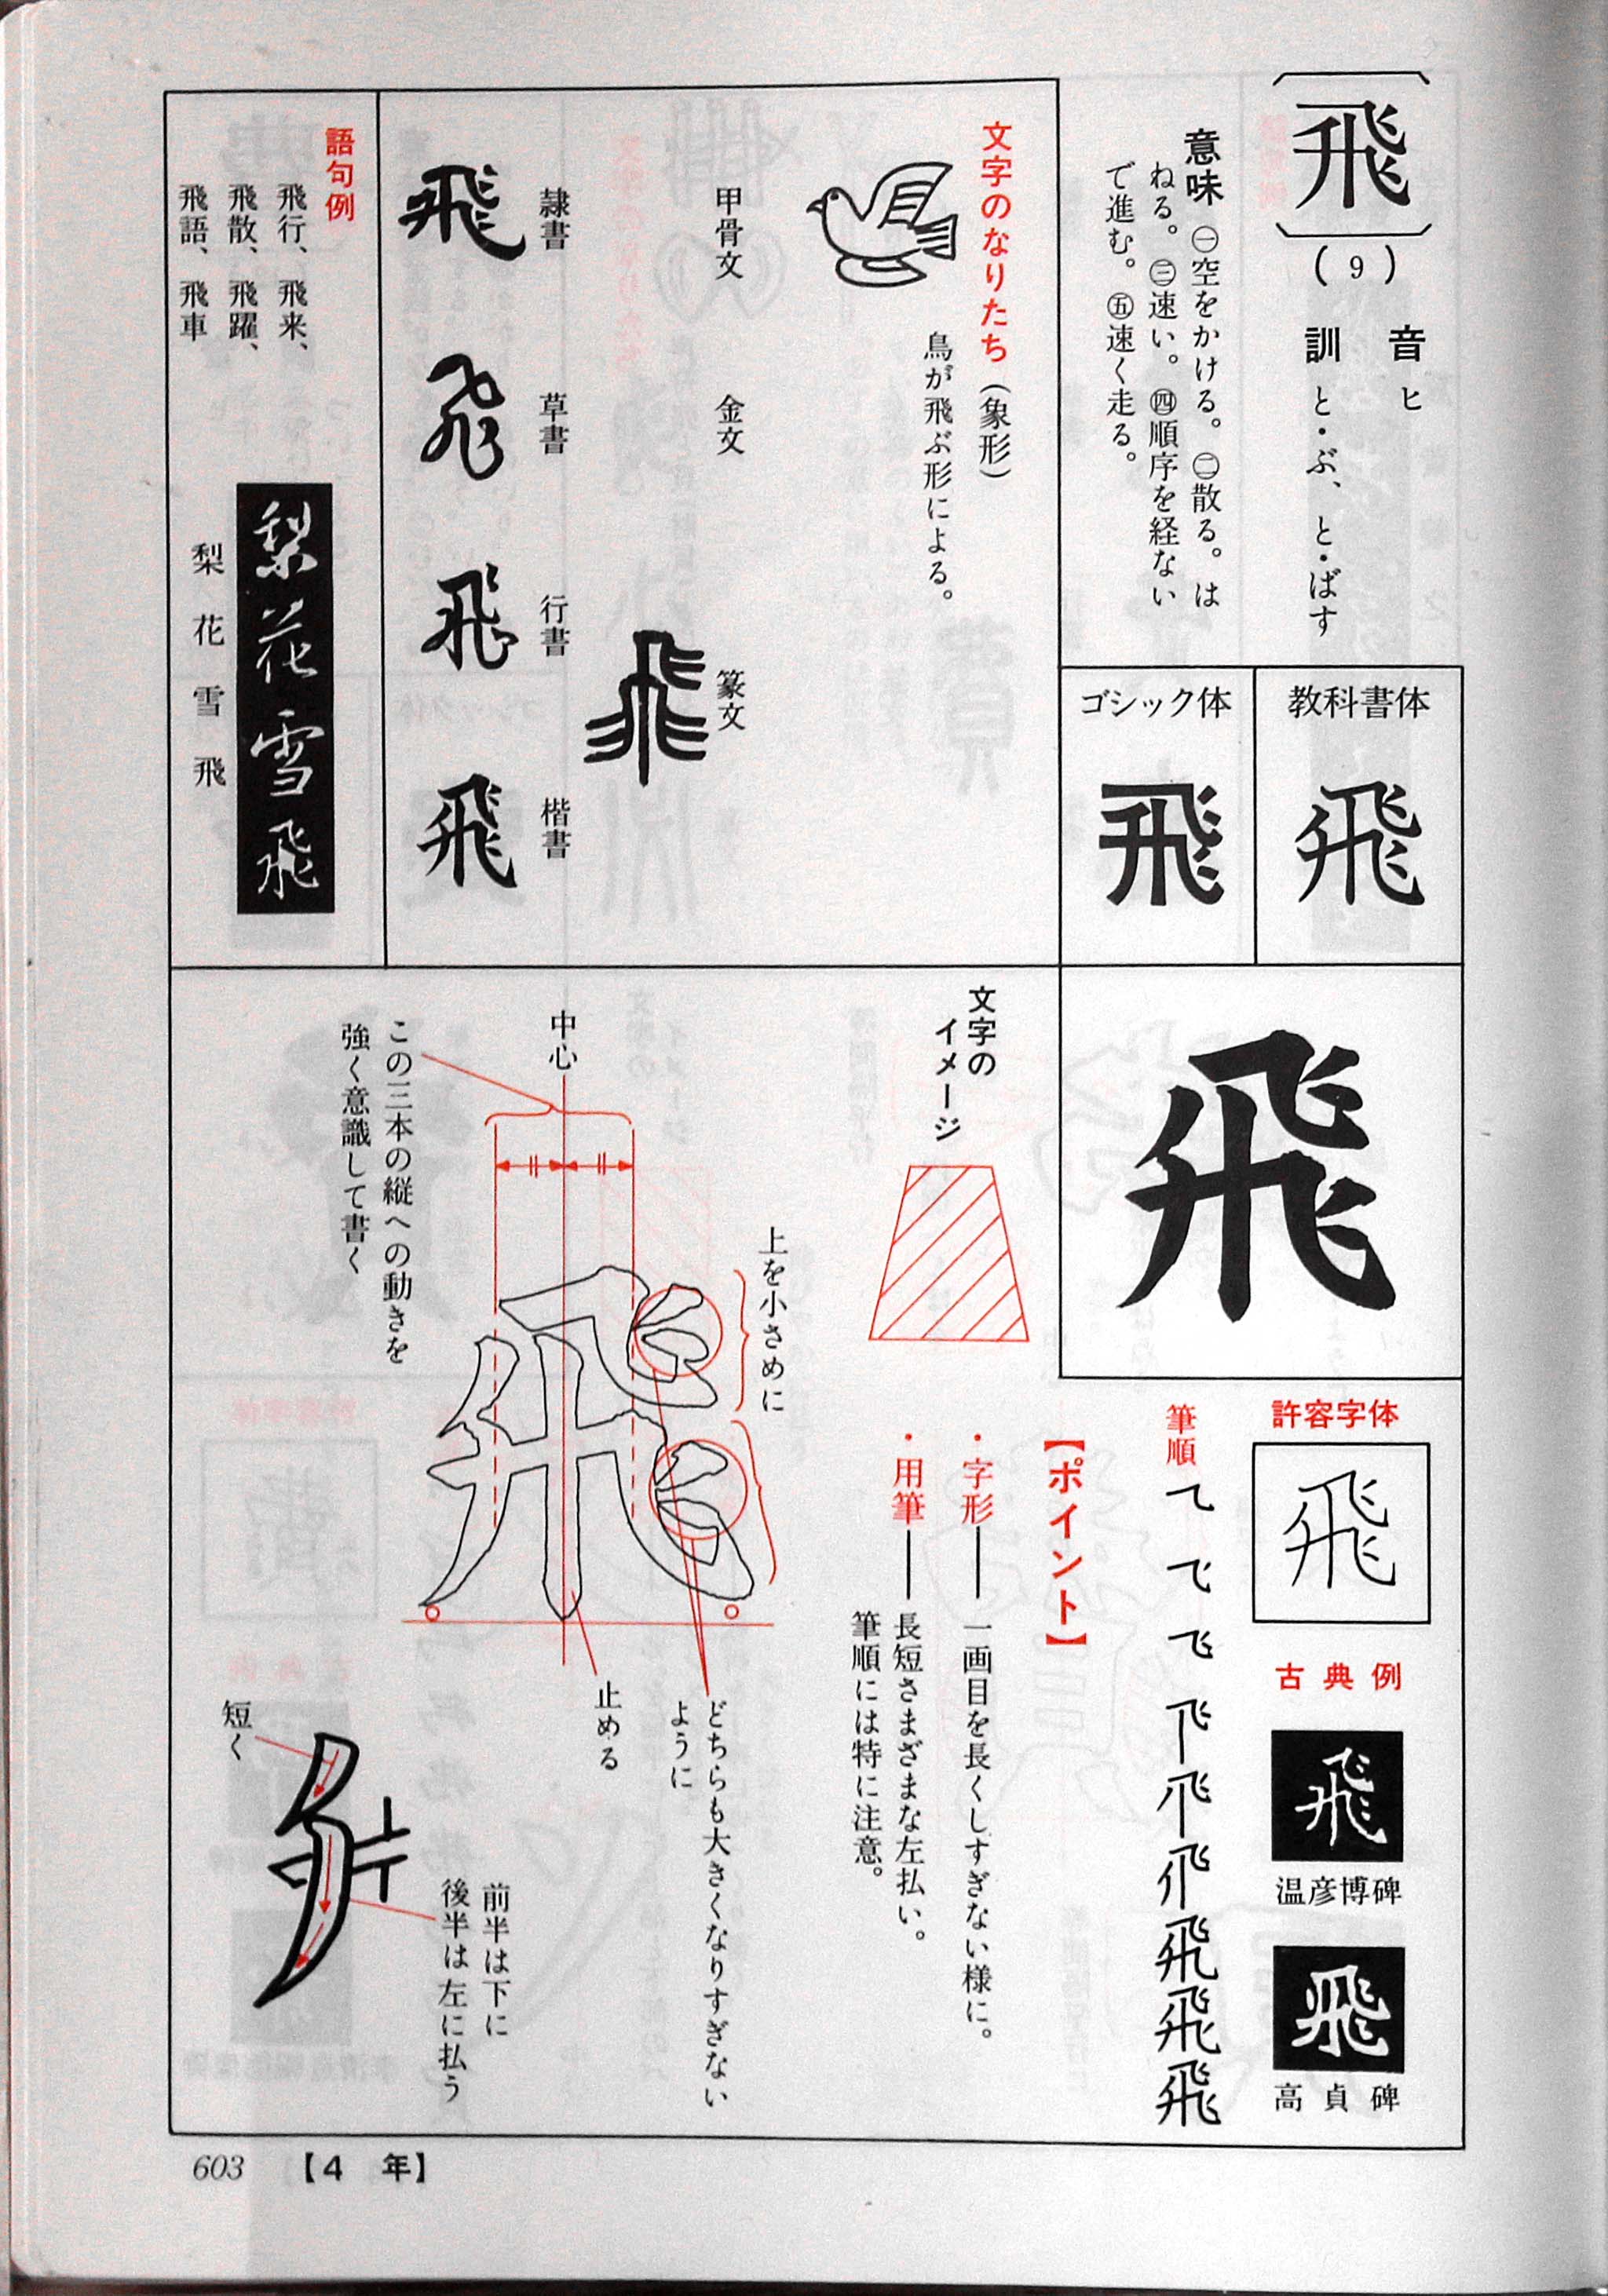 飛
(9)
音 ヒ
訓 と・ぶ、と・ばす
意味 ㊀空をかける。㊁散る。は
ねる。㊂速い。㊃順序を経ない
で進む。㊄速く走る。
教科書体
飛
ゴシック体
飛
飛
許容字体
飛
古典例
飛
温彦博碑
飛
高貞碑
筆順
飛
文字のなりたち(象形)
鳥が飛ぶ形による。
甲骨文
金文
篆文
飛
隷書
飛
草書
飛
行書
飛
楷書
飛
語句例
飛行、飛来、
飛散、飛躍、
飛語、飛車
梨花雪飛
梨花雪飛
文字の
イメージ
【ポイント】
・字形――一画目を長くしすぎない様に。
・用筆――長短さまざまな左払い。
筆順には特に注意。
上を小さめに
中心
この三本の縦への動きを
強く意識して書く
飛
どちらも大きくなりすぎない
ように
止める
前半は下に
後半は左に払う
短く
603 【4年】